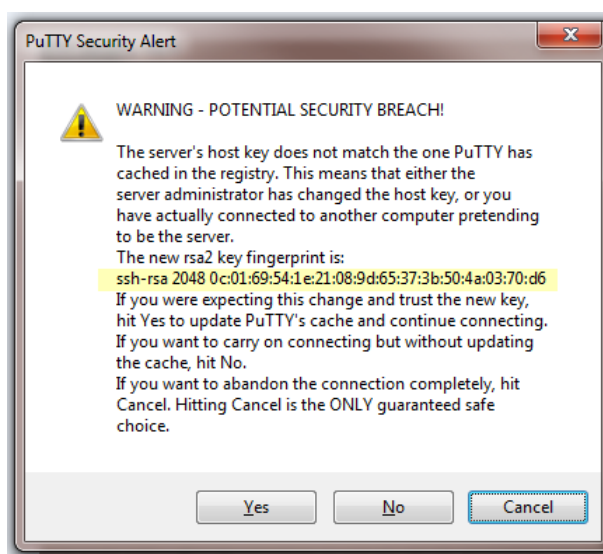 PuTTY Security Alert
WARNING - POTENTIAL SECURITY BREACH!
The server's host key does not match the one PuTTY has
cached in the registry. This means that either the
server administrator has changed the host key, or you
have actually connected to another computer pretending
to be the server.
The new rsa2 key fingerprint is:
ssh-rsa 2048 0c:01:69:54:1e:21:08:9d:65:37:3b:50:4a:03:70:d6
If you were expecting this change and trust the new key,
hit Yes to update PuTTY's cache and continue connecting.
If you want to carry on connecting but without updating
the cache, hit No.
If you want to abandon the connection completely, hit
Cancel. Hitting Cancel is the ONLY guaranteed safe
choice.
Yes No Cancel